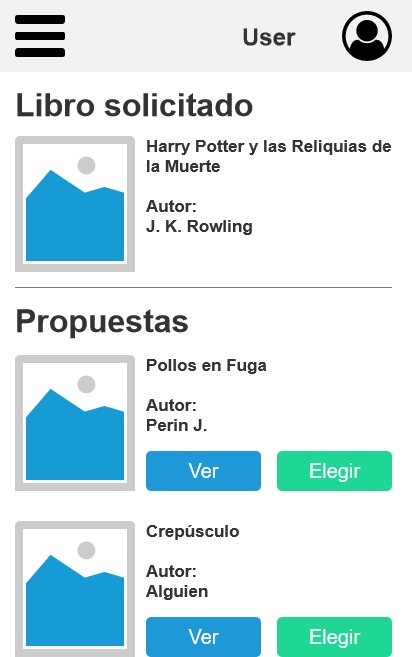 User
Libro solicitado
Harry Potter y las Reliquias de
la Muerte
Autor:
J. K. Rowling
Propuestas
Pollos en Fuga
Autor:
Perin J.
Ver
Elegir
Crepúsculo
Autor:
Alguien
Ver
Elegir